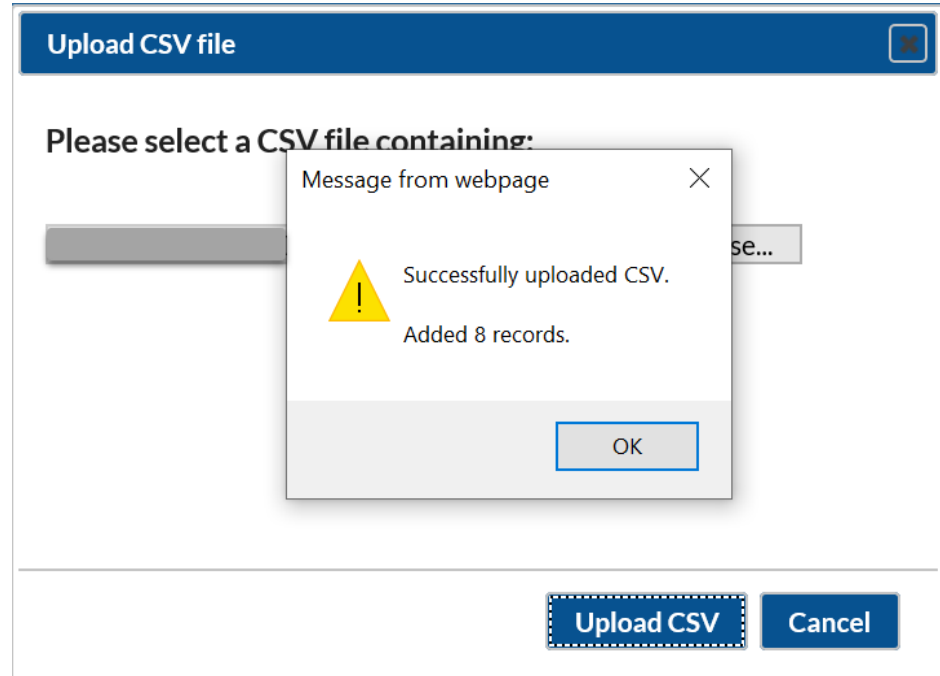 Upload CSV file
Please select a CSV file containing:
Message from webpage
se...
Successfully uploaded CSV.
Added 8 records.
OK
Upload CSV Cancel